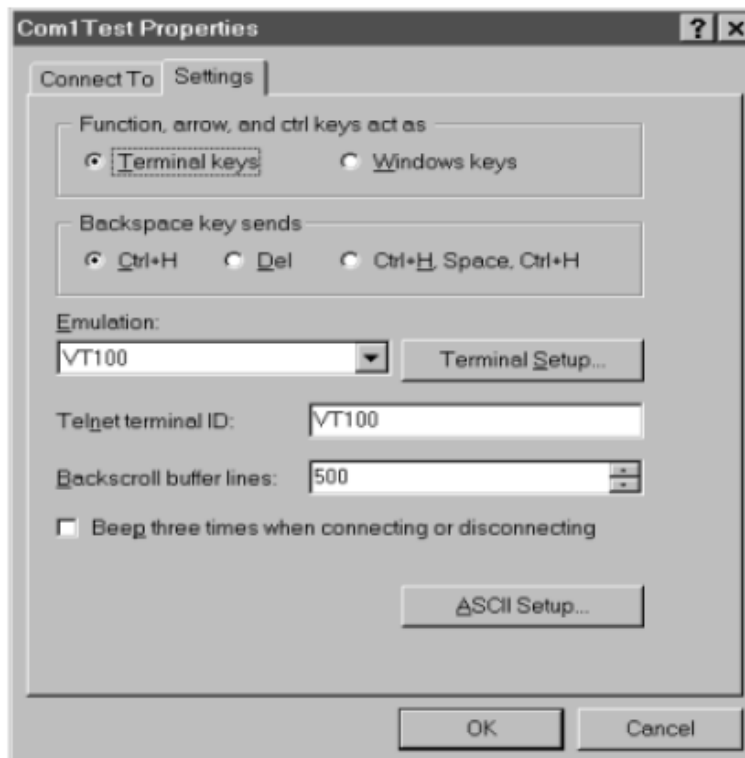 Com1Test Properties ? ×
Connect To Settings
Function, arrow, and ctrl keys act as
Terminal keys Windows keys
Backspace key sends
Ctrl+H Del Ctrl+H, Space, Ctrl+H
Emulation:
VT100 Terminal Setup...
Telnet terminal ID: VT100
Backscroll buffer lines: 500
Beep three times when connecting or disconnecting
ASCII Setup...
OK Cancel